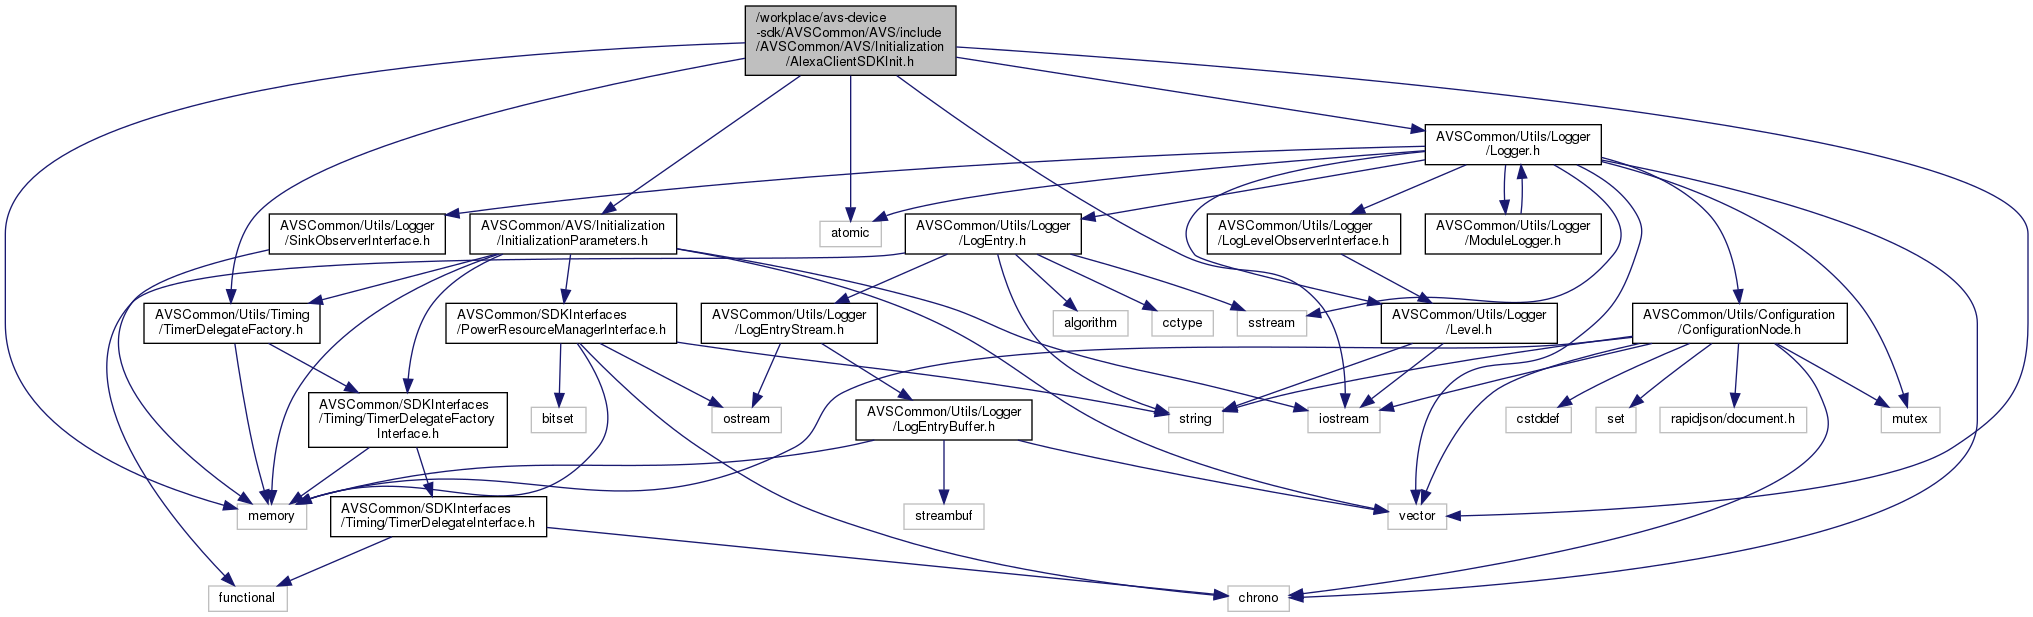 /workplace/avs-device
-sdk/AVSCommon/AVS/include
/AVSCommon/AVS/Initialization
/AlexaClientSDKInit.h
AVSCommon/Utils/Logger
/Logger.h
AVSCommon/Utils/Logger
/SinkObserverInterface.h
AVSCommon/AVS/Initialization
/InitializationParameters.h
atomic
AVSCommon/Utils/Logger
/LogEntry.h
AVSCommon/Utils/Logger
/LogLevelObserverInterface.h
AVSCommon/Utils/Logger
/ModuleLogger.h
AVSCommon/Utils/Timing
/TimerDelegateFactory.h
AVSCommon/SDKInterfaces
/PowerResourceManagerInterface.h
AVSCommon/Utils/Logger
/LogEntryStream.h
algorithm
cctype
sstream
AVSCommon/Utils/Logger
/Level.h
AVSCommon/Utils/Configuration
/ConfigurationNode.h
AVSCommon/SDKInterfaces
/Timing/TimerDelegateFactory
Interface.h
bitset
ostream
AVSCommon/Utils/Logger
/LogEntryBuffer.h
string
iostream
cstddef
set
rapidjson/document.h
mutex
memory
AVSCommon/SDKInterfaces
/Timing/TimerDelegateInterface.h
streambuf
vector
functional
chrono